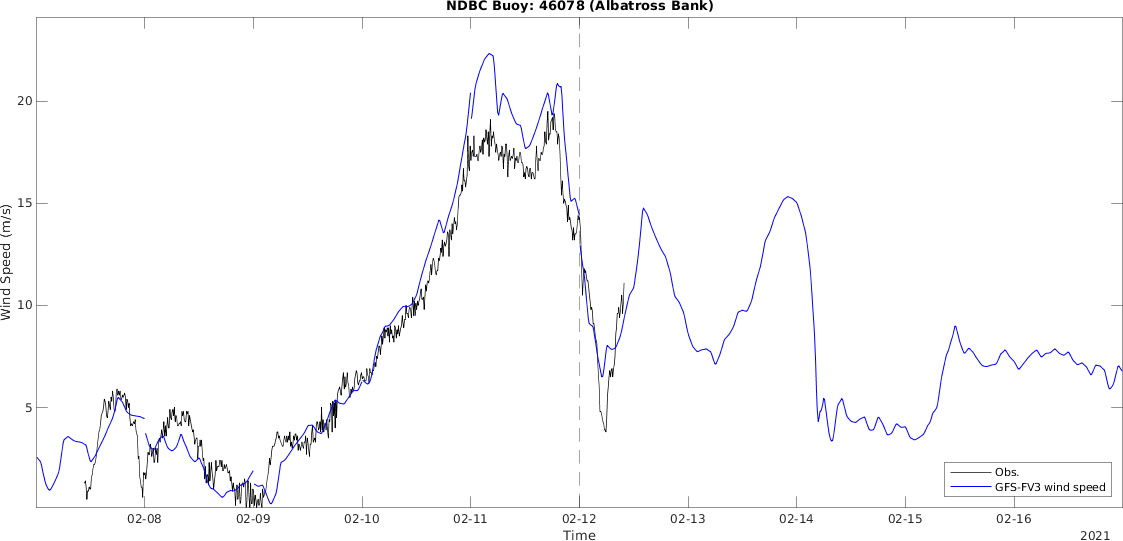 NDBC Buoy: 46078 (Albatross Bank)
Wind Speed (m/s)
20
15
10
5
02-08 02-09 02-10 02-11 02-12 02-13 02-14 02-15 02-16
Time
2021
Obs.
GFS-FV3 wind speed